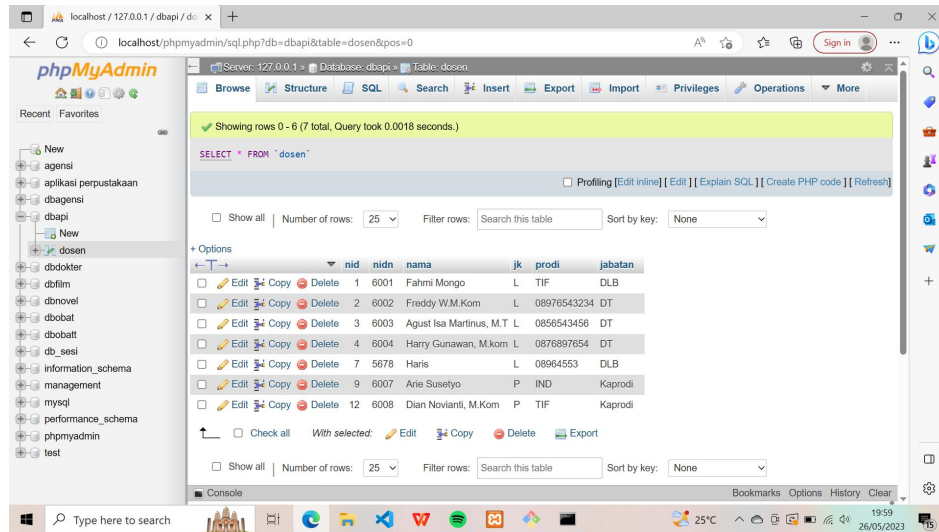 localhost / 127.0.0.1 / dbapi / do
localhost/phpmyadmin/sql.php?db=dbapi&table=dosen&pos=0
Sign in
phpMyAdmin
Recent Favorites
New
agensi
aplikasi perpustakaan
dbagensi
dbapi
New
dosen
dbdokter
dbfilm
dbnovel
dbobat
dbobatt
db_sesi
information_schema
management
mysql
performance_schema
phpmyadmin
test
Server: 127.0.0.1 » Database: dbapi » Table: dosen
Browse Structure SQL Search Insert Export Import Privileges Operations More
Showing rows 0 - 6 (7 total, Query took 0.0018 seconds.)
SELECT * FROM `dosen`
Profiling [Edit inline] [ Edit ] [ Explain SQL ] [ Create PHP code ] [ Refresh]
Show all | Number of rows: 25 Filter rows: Search this table Sort by key: None
+ Options
nid nidn nama jk prodi jabatan
Edit Copy Delete 1 6001 Fahmi Mongo L TIF DLB
Edit Copy Delete 2 6002 Freddy W.M.Kom L 08976543234 DT
Edit Copy Delete 3 6003 Agust Isa Martinus, M.T L 0856543456 DT
Edit Copy Delete 4 6004 Harry Gunawan, M.kom L 0876897654 DT
Edit Copy Delete 7 5678 Haris L 08964553 DLB
Edit Copy Delete 9 6007 Arie Susetyo P IND Kaprodi
Edit Copy Delete 12 6008 Dian Novianti, M.Kom P TIF Kaprodi
Check all With selected: Edit Copy Delete Export
Show all | Number of rows: 25 Filter rows: Search this table Sort by key: None
Console Bookmarks Options History Clear
Type here to search
25°C
19:59
26/05/2023